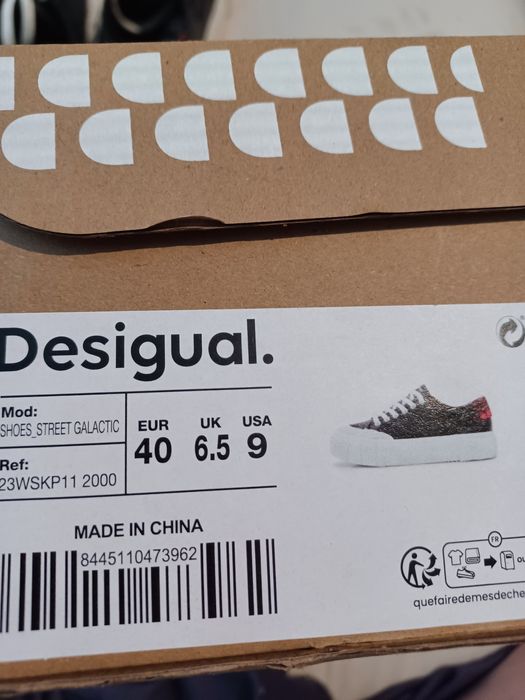 Desigual.
Mod:
SHOES_STREET GALACTIC
Ref:
23WSKP11 2000
EUR UK USA
40 6.5 9
MADE IN CHINA
8445110473962
FR
quefairedemesdeche